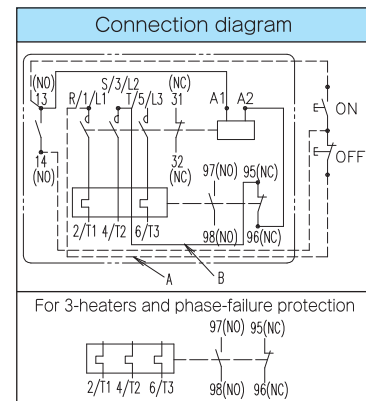 Connection diagram
(NO) S/3/L2 (NC)
13 R/1/L1 T/5/L3 31 A1 A2
ON
OFF
14 32
(NO) (NC)
97(NO) 95(NC)
2/T1 4/T2 6/T3
98(NO) 96(NC)
A B
For 3-heaters and phase-failure protection
97(NO) 95(NC)
2/T1 4/T2 6/T3 98(NO) 96(NC)